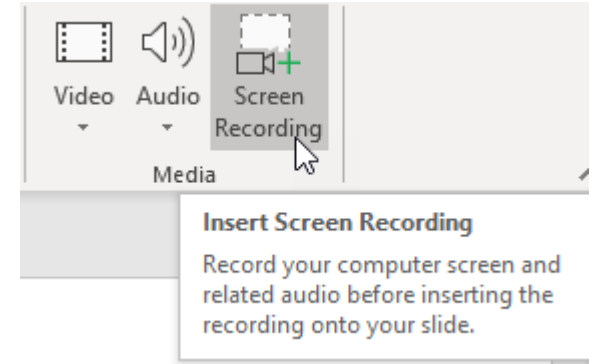 Video Audio Screen
Recording
Media
Insert Screen Recording
Record your computer screen and
related audio before inserting the
recording onto your slide.